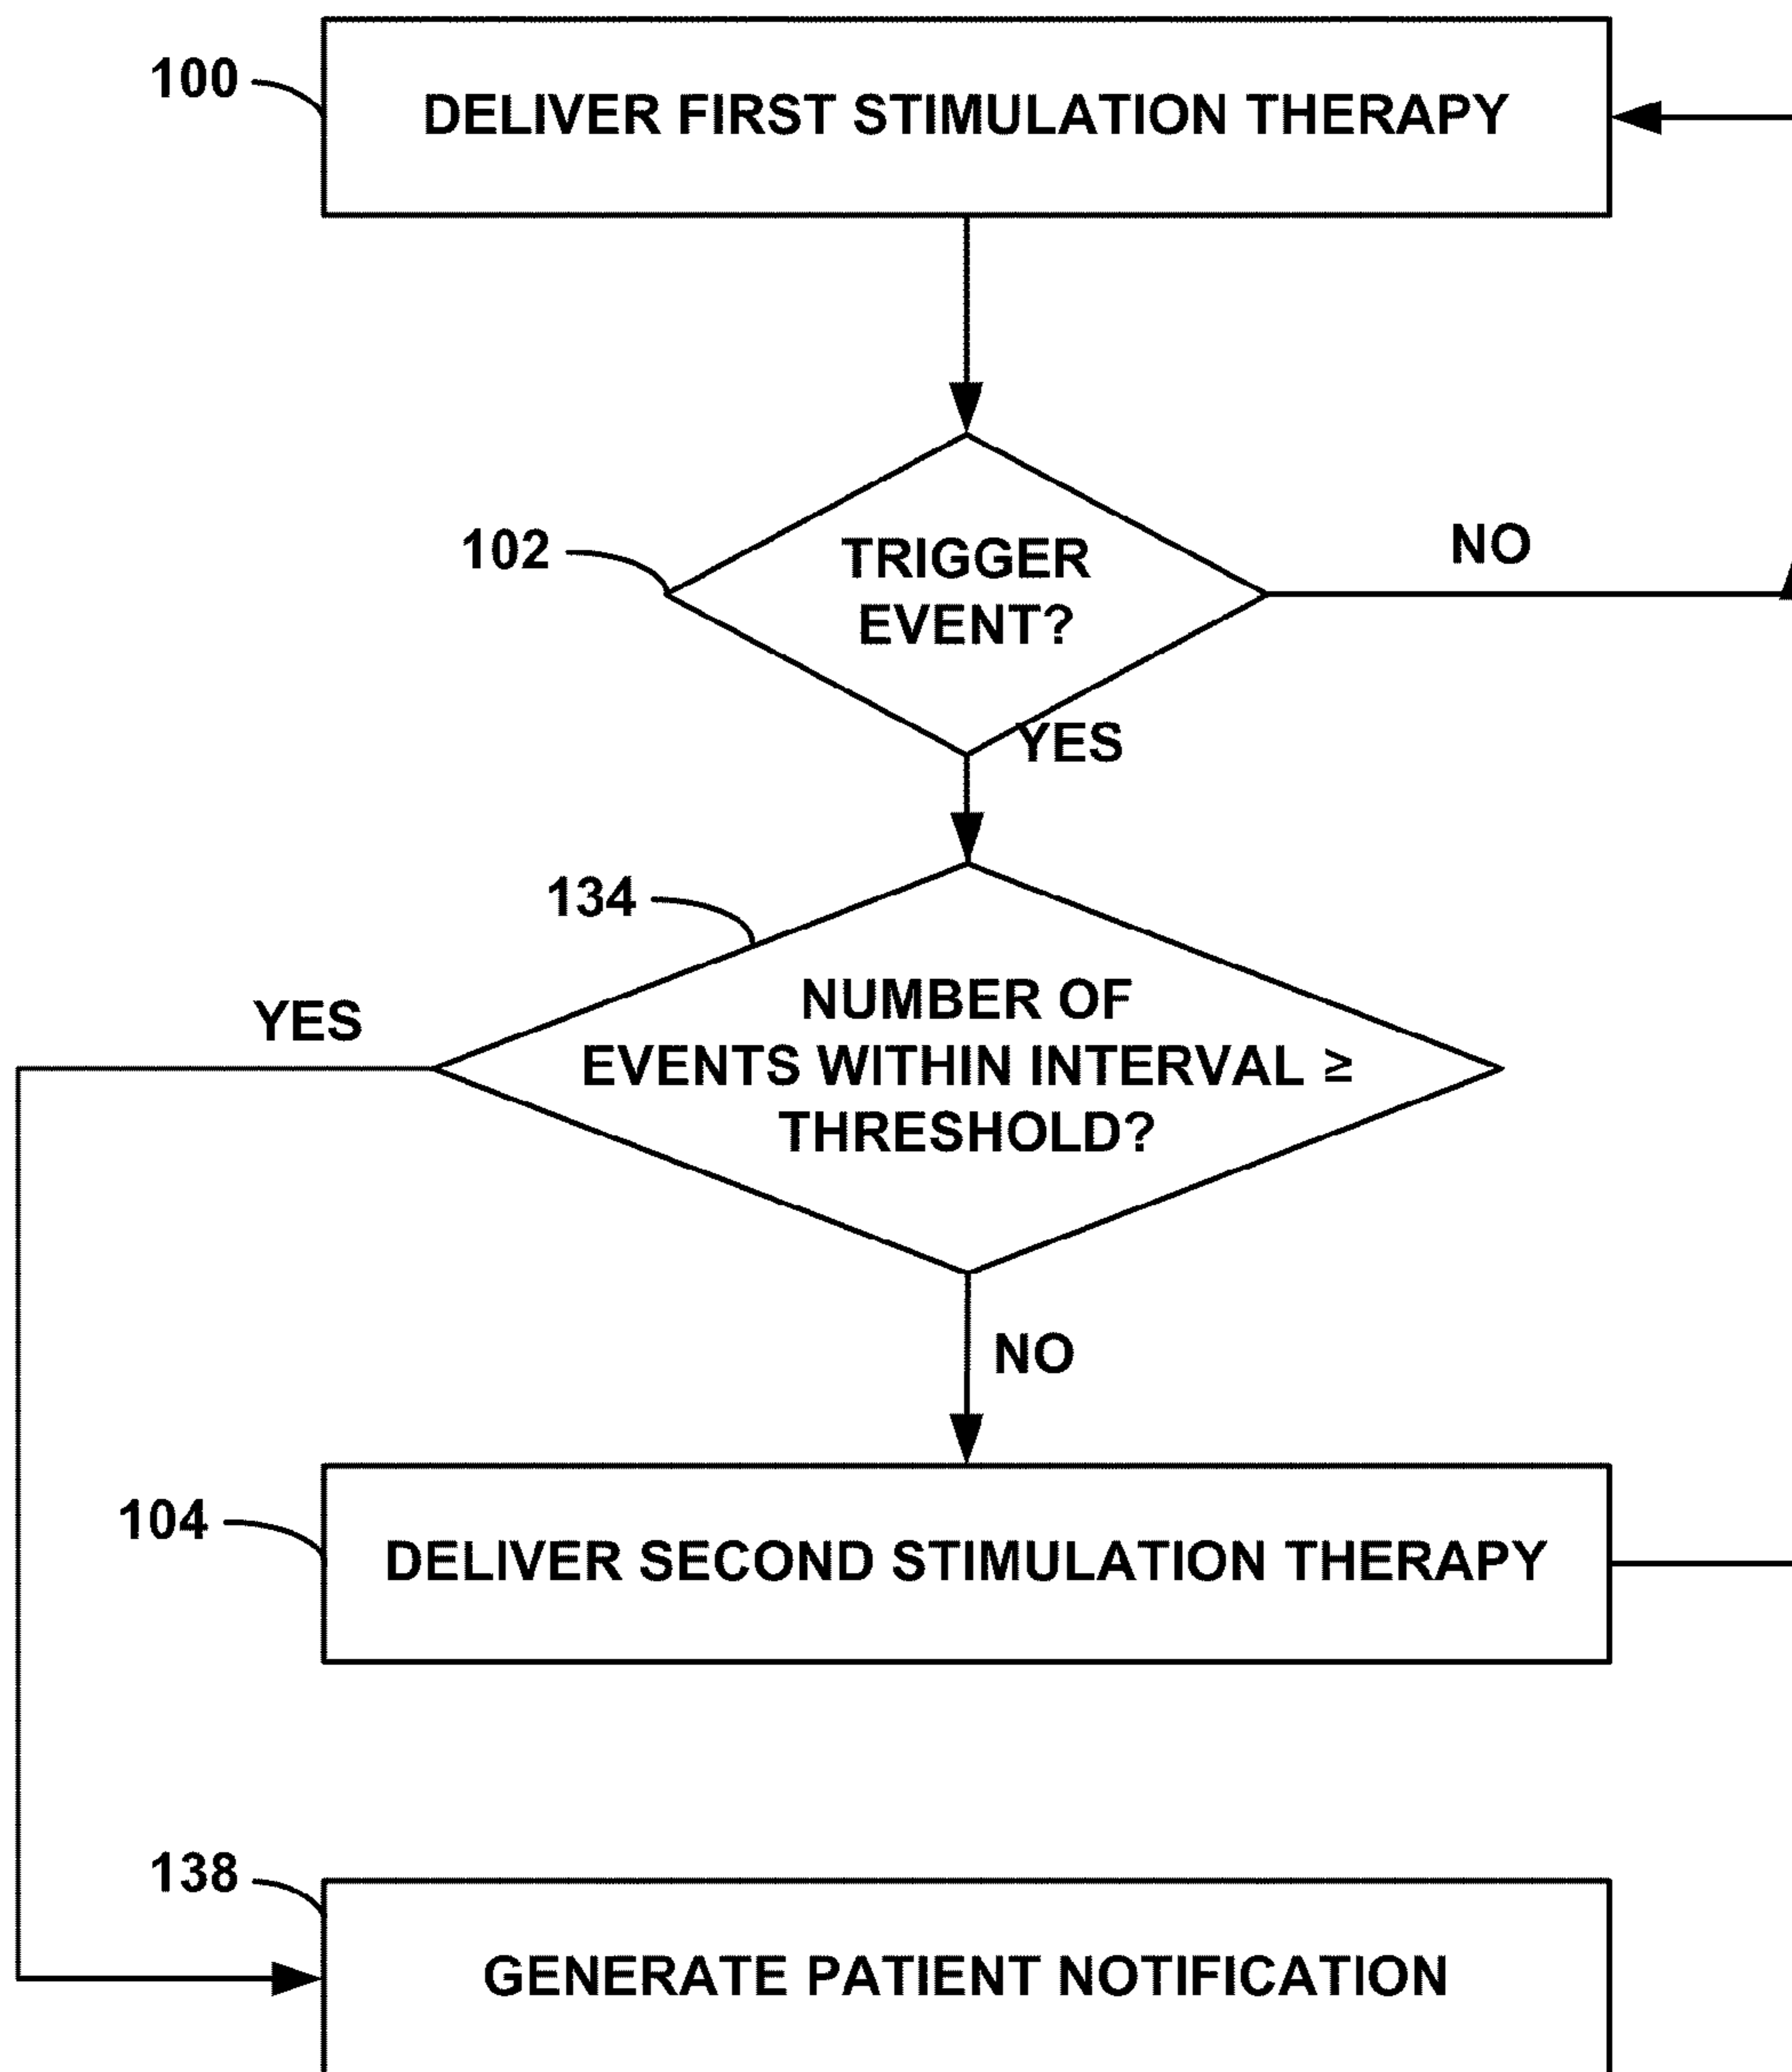 100
DELIVER FIRST STIMULATION THERAPY
102
TRIGGER
EVENT?
NO
YES
134
NUMBER OF
EVENTS WITHIN INTERVAL ≥
THRESHOLD?
YES
NO
104
DELIVER SECOND STIMULATION THERAPY
138
GENERATE PATIENT NOTIFICATION